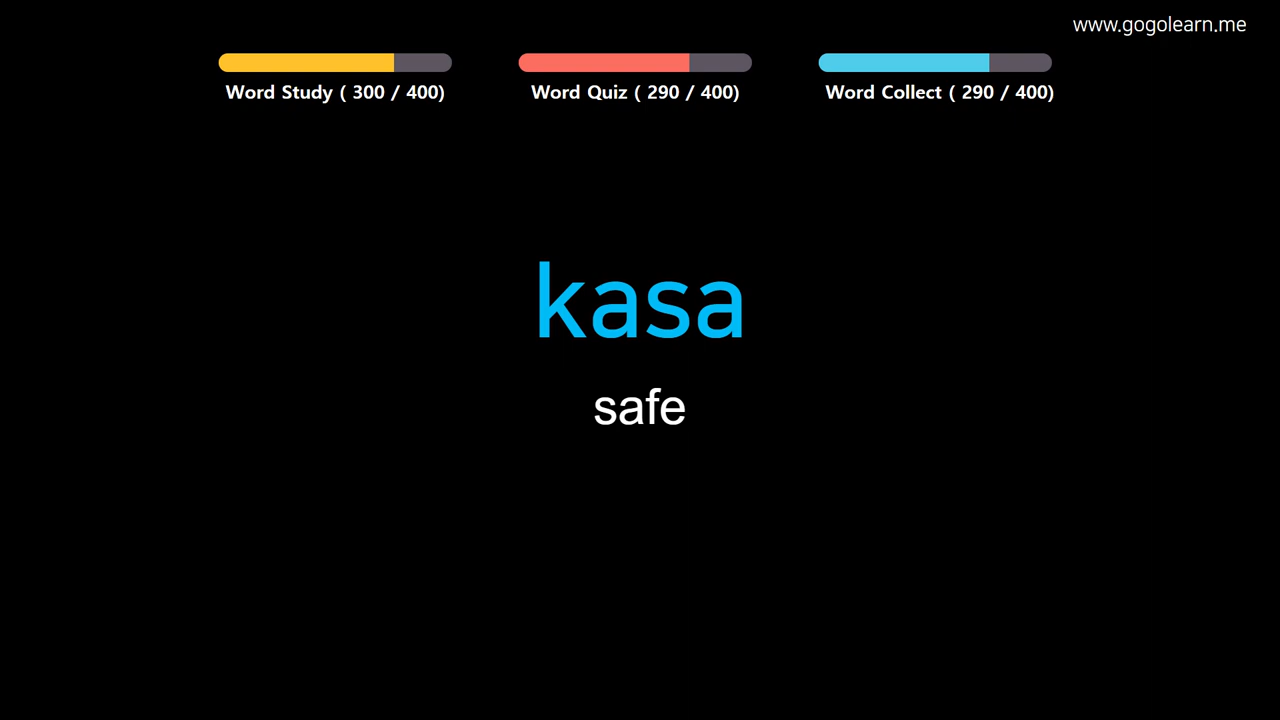 www.gogolearn.me
Word Study ( 300 / 400)
Word Quiz ( 290 / 400)
Word Collect ( 290 / 400)
kasa
safe